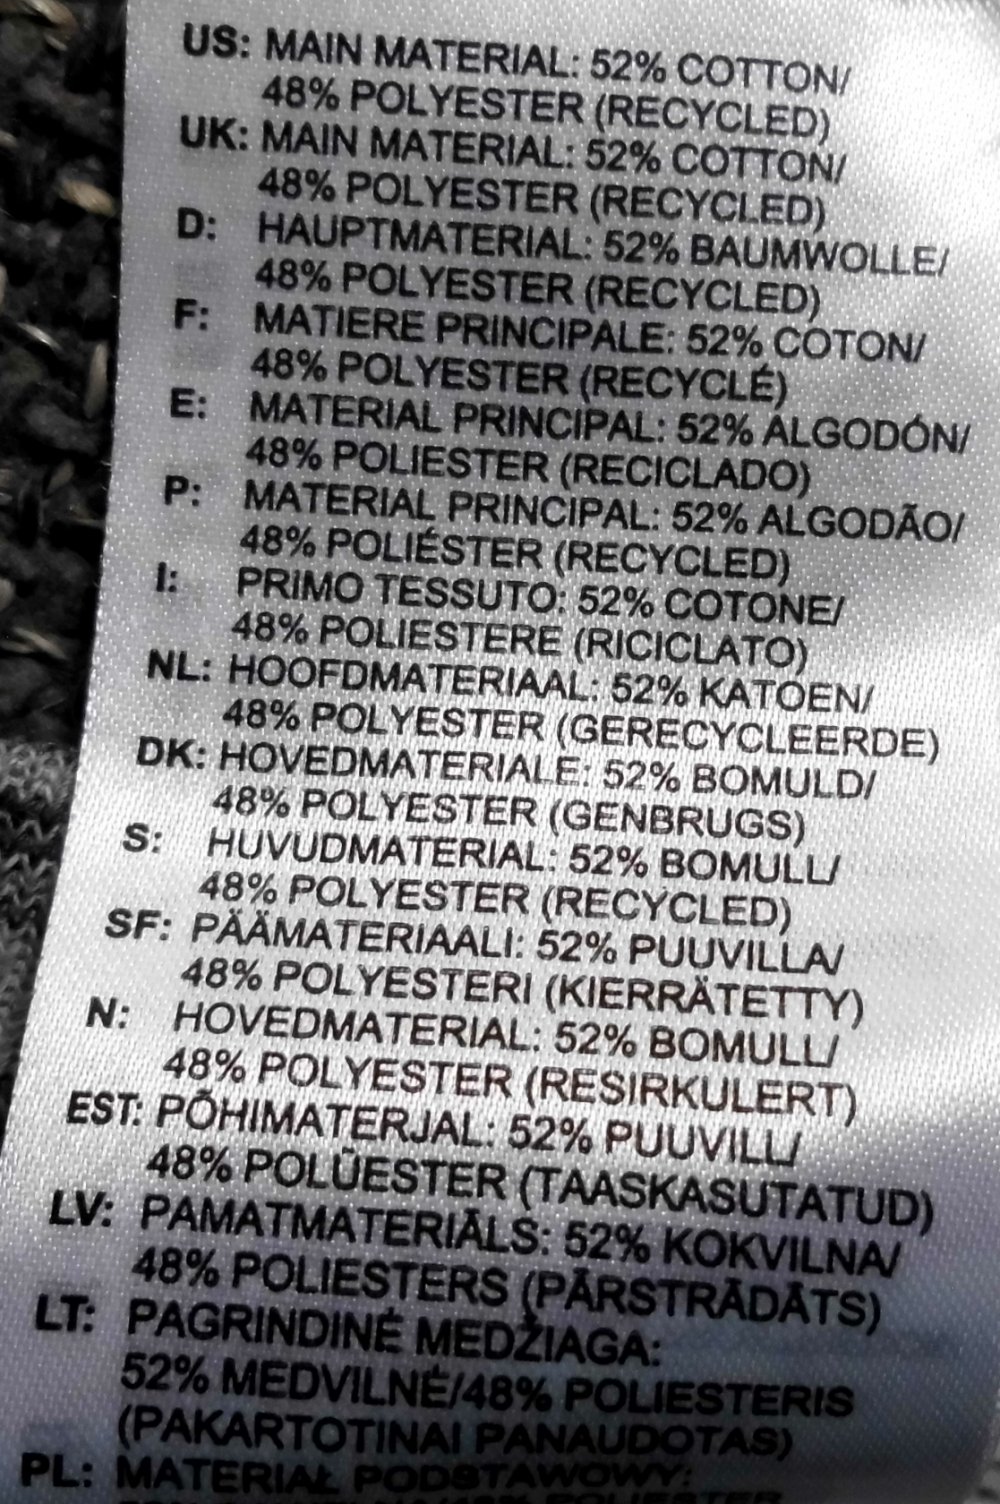 US: MAIN MATERIAL: 52% COTTON/
48% POLYESTER (RECYCLED)
UK: MAIN MATERIAL: 52% COTTON/
48% POLYESTER (RECYCLED)
D: HAUPTMATERIAL: 52% BAUMWOLLE/
48% POLYESTER (RECYCLED)
F: MATIERE PRINCIPALE: 52% COTON/
48% POLYESTER (RECYCLÉ)
E: MATERIAL PRINCIPAL: 52% ALGODÓN/
48% POLIESTER (RECICLADO)
P: MATERIAL PRINCIPAL: 52% ALGODÃO/
48% POLIÉSTER (RECYCLED)
I: PRIMO TESSUTO: 52% COTONE/
48% POLIESTERE (RICICLATO)
NL: HOOFDMATERIAAL: 52% KATOEN/
48% POLYESTER (GERECYCLEERDE)
DK: HOVEDMATERIALE: 52% BOMULD/
48% POLYESTER (GENBRUGS)
S: HUVUDMATERIAL: 52% BOMULL/
48% POLYESTER (RECYCLED)
SF: PÄÄMATERIAALI: 52% PUUVILLA/
48% POLYESTERI (KIERRÄTETTY)
N: HOVEDMATERIAL: 52% BOMULL/
48% POLYESTER (RESIRKULERT)
EST: PÕHIMATERJAL: 52% PUUVILL/
48% POLÜESTER (TAASKASUTATUD)
LV: PAMATMATERIĀLS: 52% KOKVILNA/
48% POLIESTERS (PĀRSTRĀDĀTS)
LT: PAGRINDINĖ MEDŽIAGA:
52% MEDVILNĖ/48% POLIESTERIS
(PAKARTOTINAI PANAUDOTAS)
PL: MATERIAŁ PODSTAWOWY: